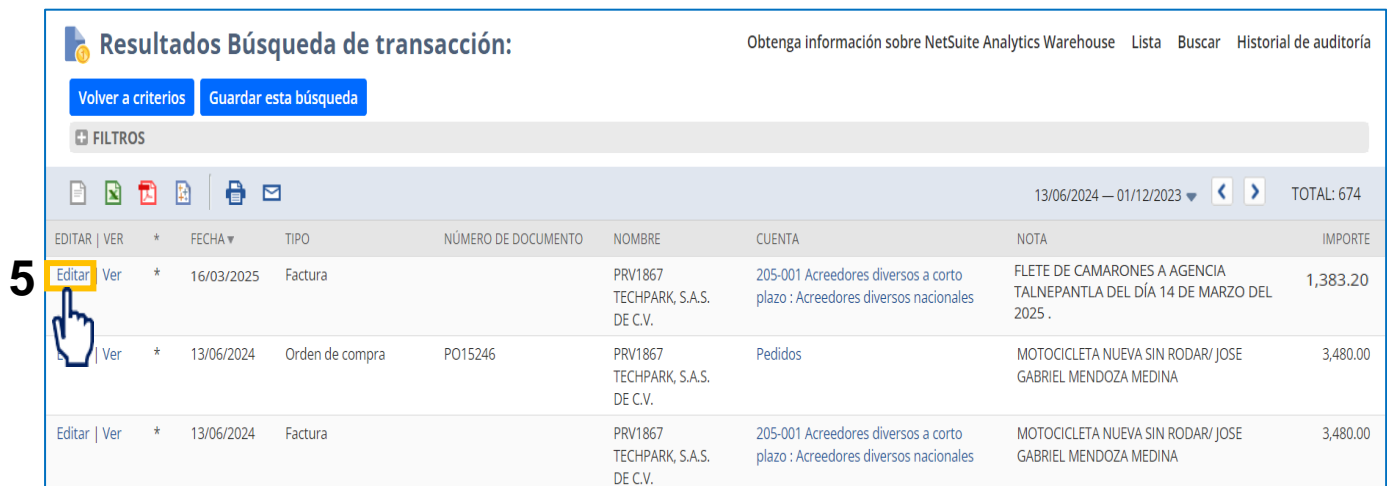 Resultados Búsqueda de transacción:
Obtenga información sobre NetSuite Analytics Warehouse Lista Buscar Historial de auditoría
Volver a criterios Guardar esta búsqueda
FILTROS
13/06/2024 — 01/12/2023 TOTAL: 674
EDITAR | VER * FECHA TIPO NÚMERO DE DOCUMENTO NOMBRE CUENTA NOTA IMPORTE
5 Editar | Ver * 16/03/2025 Factura PRV1867 205-001 Acreedores diversos a corto FLETE DE CAMARONES A AGENCIA 1,383.20
TECHPARK, S.A.S. plazo : Acreedores diversos nacionales TALNEPANTLA DEL DÍA 14 DE MARZO DEL
DE C.V. 2025 .
| Ver * 13/06/2024 Orden de compra PO15246 PRV1867 Pedidos MOTOCICLETA NUEVA SIN RODAR/ JOSE 3,480.00
TECHPARK, S.A.S. GABRIEL MENDOZA MEDINA
DE C.V.
Editar | Ver * 13/06/2024 Factura PRV1867 205-001 Acreedores diversos a corto MOTOCICLETA NUEVA SIN RODAR/ JOSE 3,480.00
TECHPARK, S.A.S. plazo : Acreedores diversos nacionales GABRIEL MENDOZA MEDINA
DE C.V.